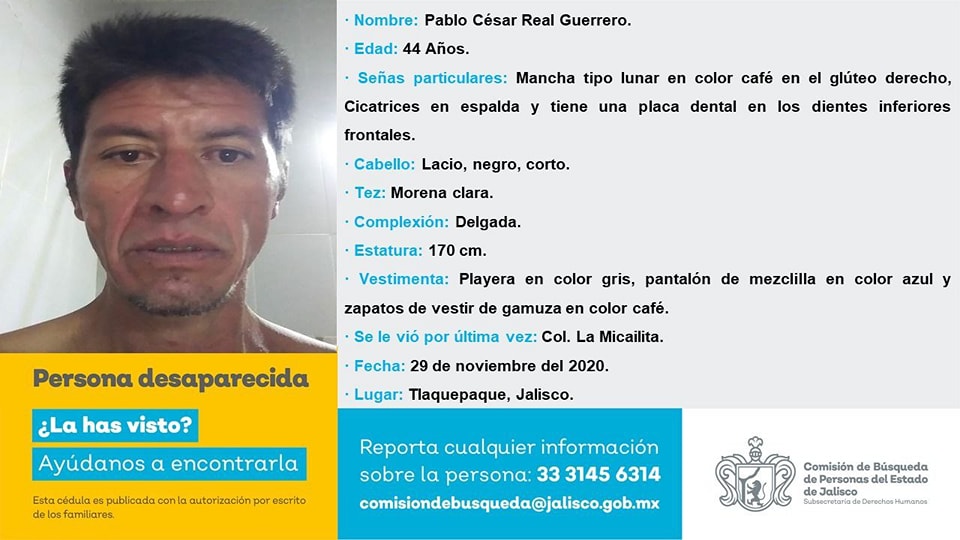 · Nombre: Pablo César Real Guerrero.
· Edad: 44 Años.
· Señas particulares: Mancha tipo lunar en color café en el glúteo derecho,
Cicatrices en espalda y tiene una placa dental en los dientes inferiores
frontales.
· Cabello: Lacio, negro, corto.
· Tez: Morena clara.
· Complexión: Delgada.
· Estatura: 170 cm.
· Vestimenta: Playera en color gris, pantalón de mezclilla en color azul y
zapatos de vestir de gamuza en color café.
· Se le vió por última vez: Col. La Micailita.
· Fecha: 29 de noviembre del 2020.
· Lugar: Tlaquepaque, Jalisco.
Persona desaparecida
¿La has visto?
Ayúdanos a encontrarla
Esta cédula es publicada con la autorización por escrito
de los familiares.
Reporta cualquier información
sobre la persona: 33 3145 6314
comisiondebusqueda@jalisco.gob.mx
Comisión de Búsqueda
de Personas del Estado
de Jalisco
Subsecretaría de Derechos Humanos